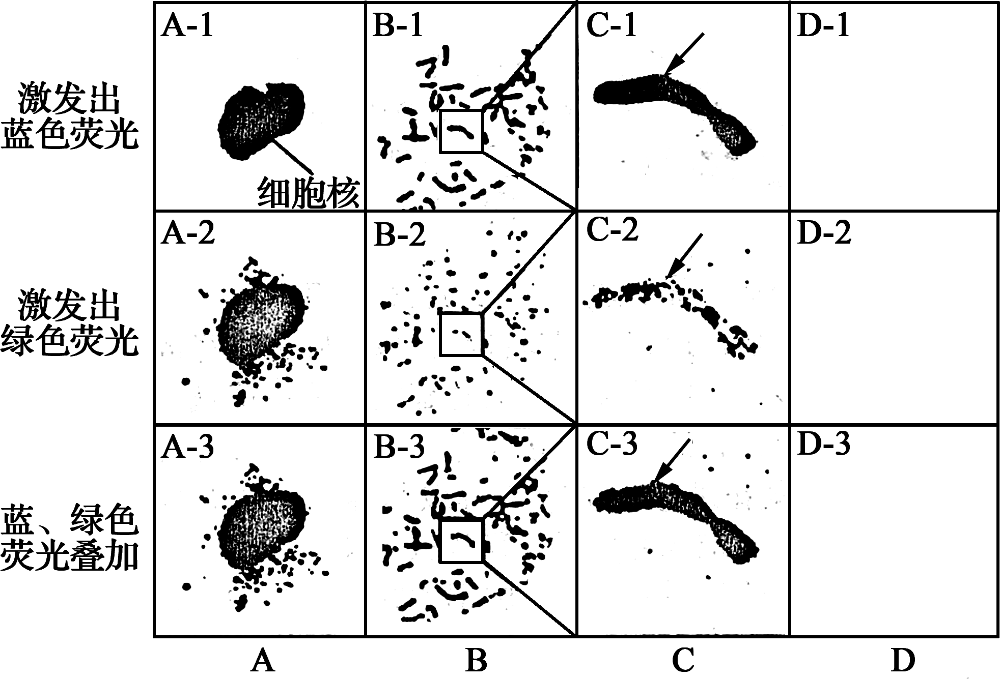 A-1
B-1
C-1
D-1
激发出
蓝色荧光
细胞核
A-2
B-2
C-2
D-2
激发出
绿色荧光
A-3
B-3
C-3
D-3
蓝、绿色
荧光叠加
A
B
C
D